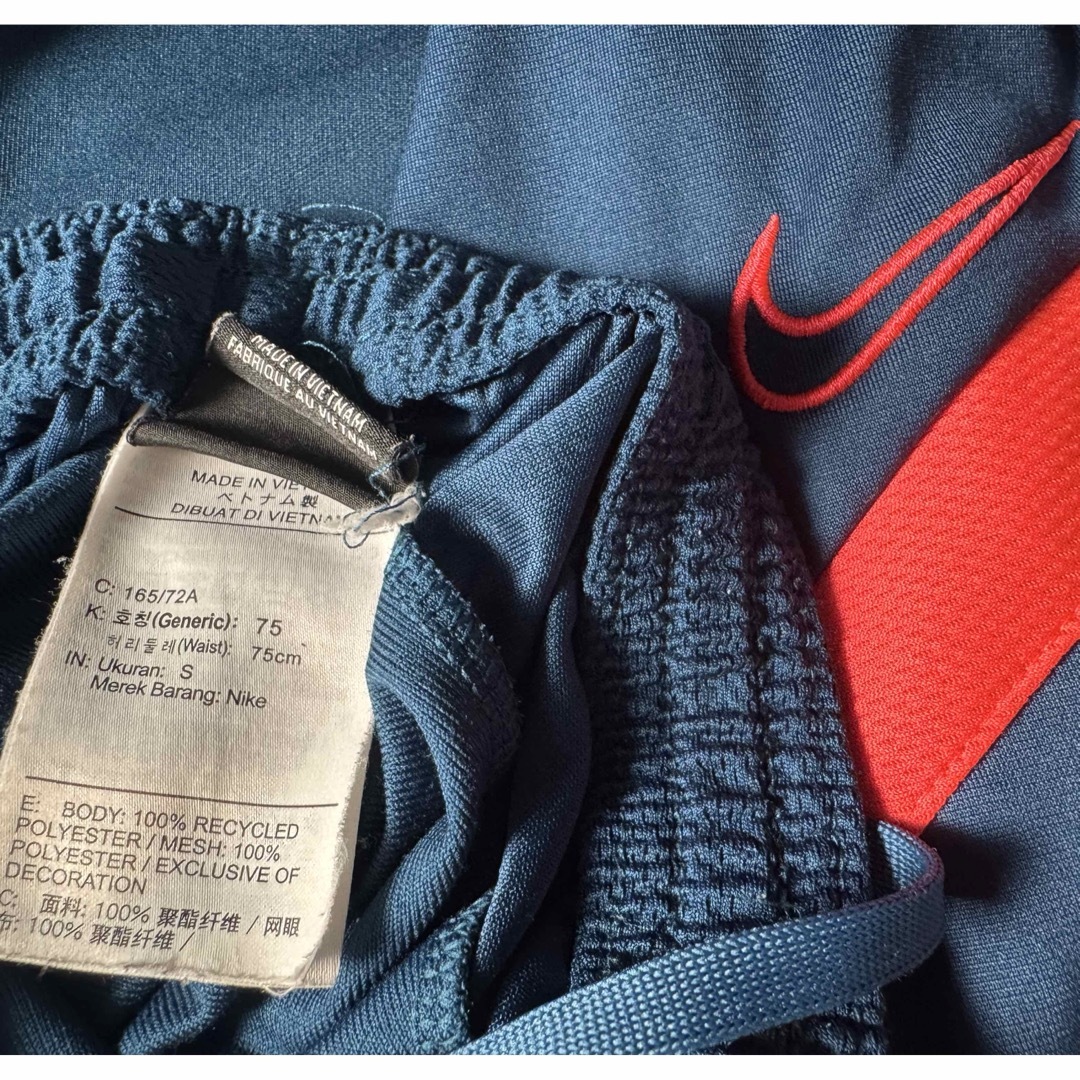 MADE IN VIETNAM
FABRIQUE AU VIETNAM
MADE IN VIET
ベトナム製
DIBUAT DI VIETNA
C: 165/72A
K: 호칭(Generic): 75
허리둘레(Waist): 75cm
IN: Ukuran: S
Merek Barang: Nike
E: BODY: 100% RECYCLED
POLYESTER / MESH: 100%
POLYESTER / EXCLUSIVE OF
DECORATION
C: 面料: 100% 聚酯纤维 / 网眼
布: 100% 聚酯纤维 /